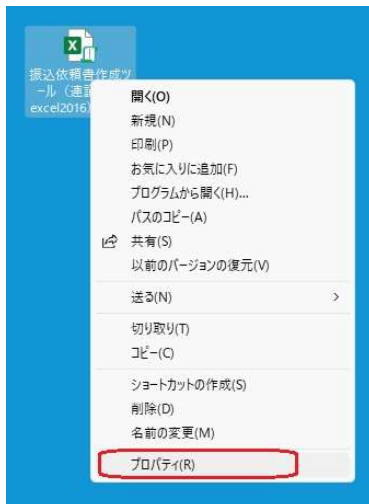 振込依頼書作成ツ
ール（連
excel2016）
開く(O)
新規(N)
印刷(P)
お気に入りに追加(F)
プログラムから開く(H)...
パスのコピー(A)
共有(S)
以前のバージョンの復元(V)
送る(N)
切り取り(T)
コピー(C)
ショートカットの作成(S)
削除(D)
名前の変更(M)
プロパティ(R)